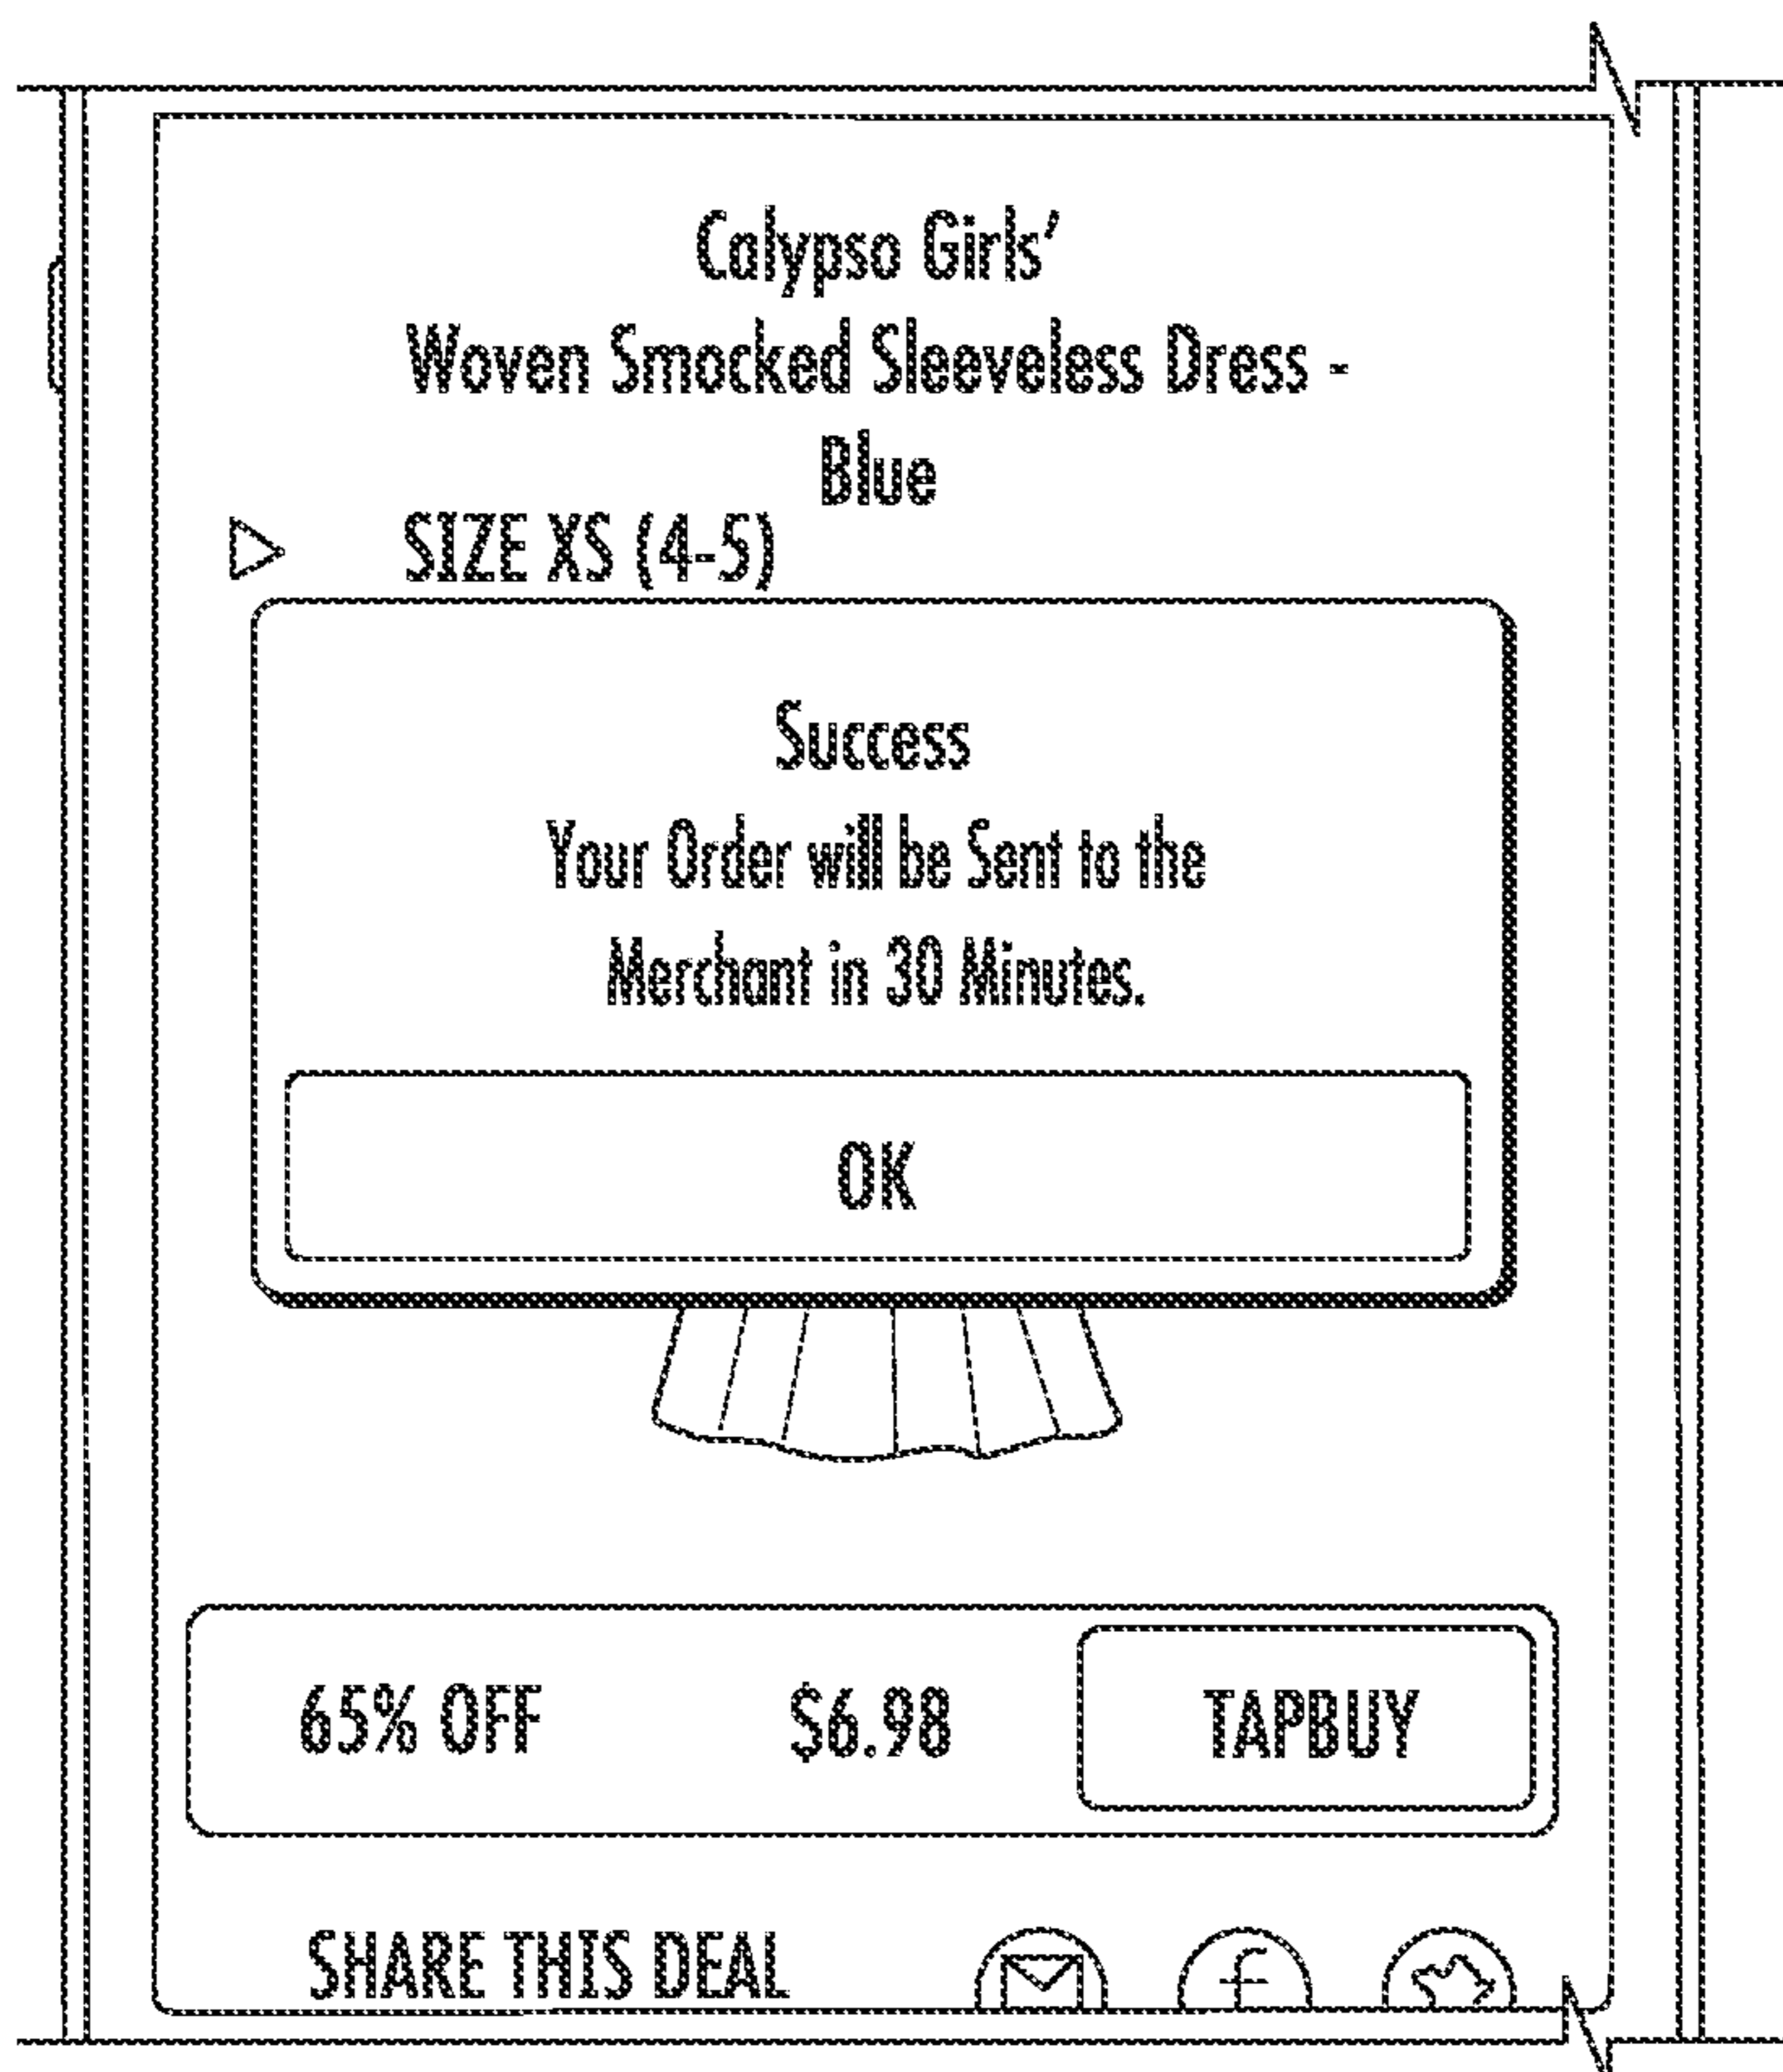 Calypso Girls'
Woven Smocked Sleeveless Dress -
Blue
SIZE XS (4-5)
Success
Your Order will be Sent to the
Merchant in 30 Minutes.
OK
65% OFF $6.98 TAPBUY
SHARE THIS DEAL f